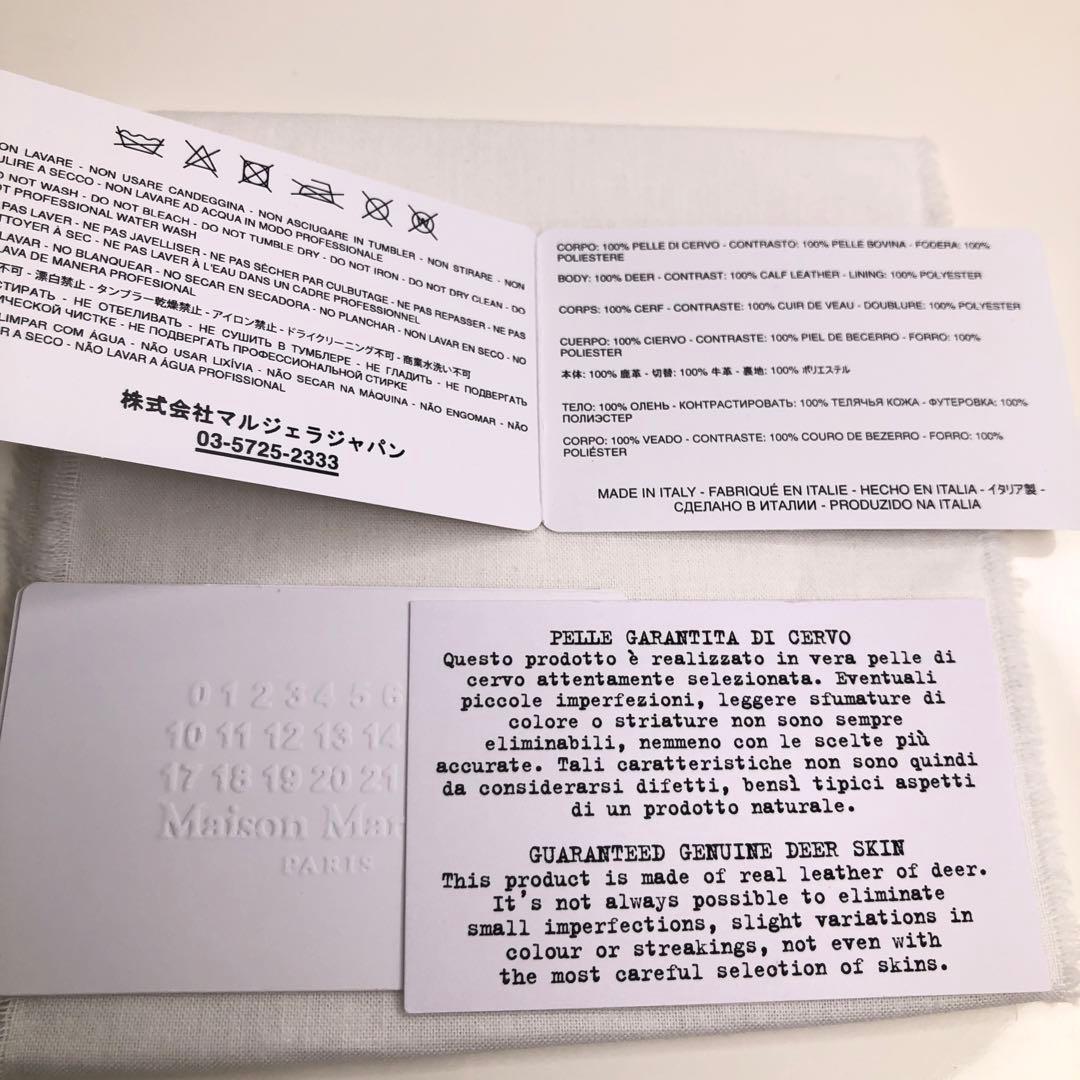 ON LAVARE - NON USARE CANDEGGINA - NON ASCIUGARE IN TUMBLER - NON STIRARE - NON
ULIRE A SECCO - NON LAVARE AD ACQUA IN MODO PROFESSIONALE
NOT WASH - DO NOT BLEACH - DO NOT TUMBLE DRY - DO NOT IRON - DO NOT DRY CLEAN - DO
PROFESSIONAL WATER WASH
PAS LAVER - NE PAS JAVELLISER - NE PAS SÉCHER PAR CULBUTAGE - NE PAS REPASSER - NE PAS
TTOYER À SEC - NE PAS LAVER À L'EAU DANS UN CADRE PROFESSIONNEL
LAVAR - NO BLANQUEAR - NO SECAR EN SECADORA - NO PLANCHAR - NON LAVAR EN SECO - NO
LAVA DE MANERA PROFESIONAL
不可 - 漂白禁止 - タンブラー乾燥禁止 - アイロン禁止 - ドライクリーニング不可 - 商業水洗い不可
СТИРАТЬ - НЕ ОТБЕЛИВАТЬ - НЕ СУШИТЬ В ТУМБЛЕРЕ - НЕ ГЛАДИТЬ - НЕ ПОДВЕРГАТЬ
ИЧЕСКОЙ ЧИСТКЕ - НЕ ПОДВЕРГАТЬ ПРОФЕССИОНАЛЬНОЙ СТИРКЕ
LIMPAR COM ÁGUA - NÃO USAR LIXÍVIA - NÃO SECAR NA MÁQUINA - NÃO ENGOMAR - NÃO
R A SECO - NÃO LAVAR A ÁGUA PROFISSIONAL
株式会社マルジェラジャパン
03-5725-2333
CORPO: 100% PELLE DI CERVO - CONTRASTO: 100% PELLE BOVINA - FODERA: 100%
POLIESTERE
BODY: 100% DEER - CONTRAST: 100% CALF LEATHER - LINING: 100% POLYESTER
CORPS: 100% CERF - CONTRASTE: 100% CUIR DE VEAU - DOUBLURE: 100% POLYESTER
CUERPO: 100% CIERVO - CONTRASTE: 100% PIEL DE BECERRO - FORRO: 100%
POLIESTER
本体: 100% 鹿革 - 切替: 100% 牛革 - 裏地: 100% ポリエステル
ТЕЛО: 100% ОЛЕНЬ - КОНТРАСТИРОВАТЬ: 100% ТЕЛЯЧЬЯ КОЖА - ФУТЕРОВКА: 100%
ПОЛИЭСТЕР
CORPO: 100% VEADO - CONTRASTE: 100% COURO DE BEZERRO - FORRO: 100%
POLIÉSTER
MADE IN ITALY - FABRIQUÉ EN ITALIE - HECHO EN ITALIA - イタリア製 -
СДЕЛАНО В ИТАЛИИ - PRODUZIDO NA ITALIA
0 1 2 3 4 5 6
10 11 12 13 14
17 18 19 20 21
Maison Mar
PARIS
PELLE GARANTITA DI CERVO
Questo prodotto è realizzato in vera pelle di
cervo attentamente selezionata. Eventuali
piccole imperfezioni, leggere sfumature di
colore o striature non sono sempre
eliminabili, nemmeno con le scelte più
accurate. Tali caratteristiche non sono quindi
da considerarsi difetti, bensì tipici aspetti
di un prodotto naturale.
GUARANTEED GENUINE DEER SKIN
This product is made of real leather of deer.
It's not always possible to eliminate
small imperfections, slight variations in
colour or streakings, not even with
the most careful selection of skins.